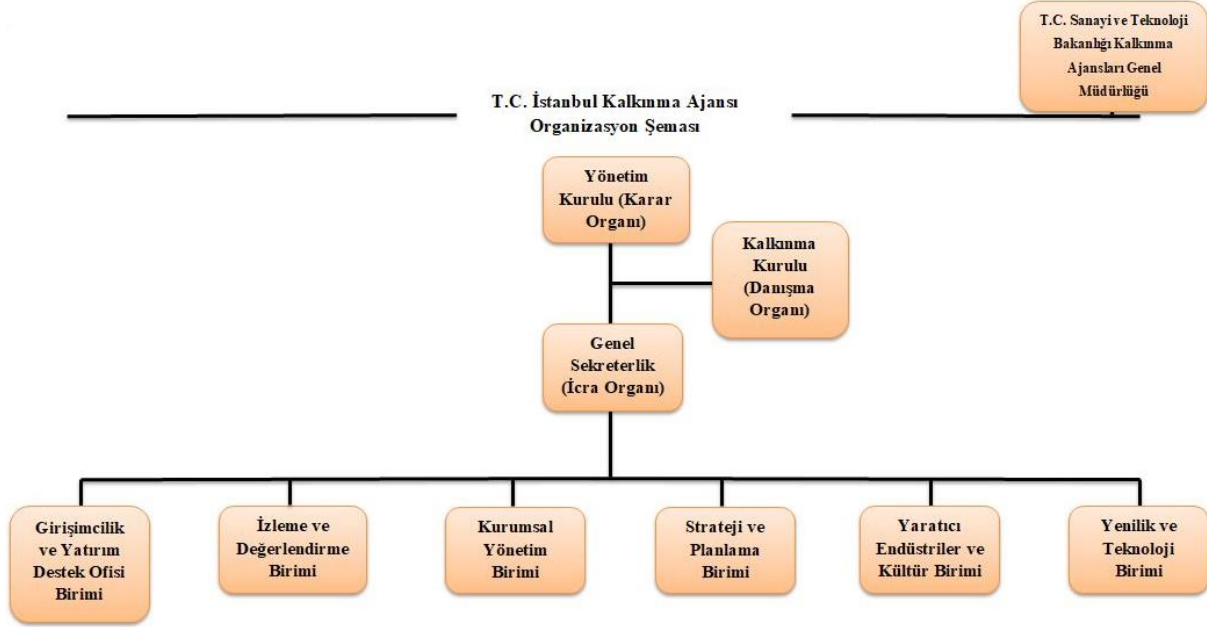 T.C. Sanayi ve Teknoloji
Bakanlığı Kalkınma
Ajansları Genel
Müdürlüğü
T.C. İstanbul Kalkınma Ajansı
Organizasyon Şeması
Yönetim
Kurulu (Karar
Organı)
Kalkınma
Kurulu
(Danışma
Organı)
Genel
Sekreterlik
(İcra Organı)
Girişimcilik
ve Yatırım
Destek Ofisi
Birimi
İzleme ve
Değerlendirme
Birimi
Kurumsal
Yönetim
Birimi
Strateji ve
Planlama
Birimi
Yaratıcı
Endüstriler ve
Kültür Birimi
Yenilik ve
Teknoloji
Birimi